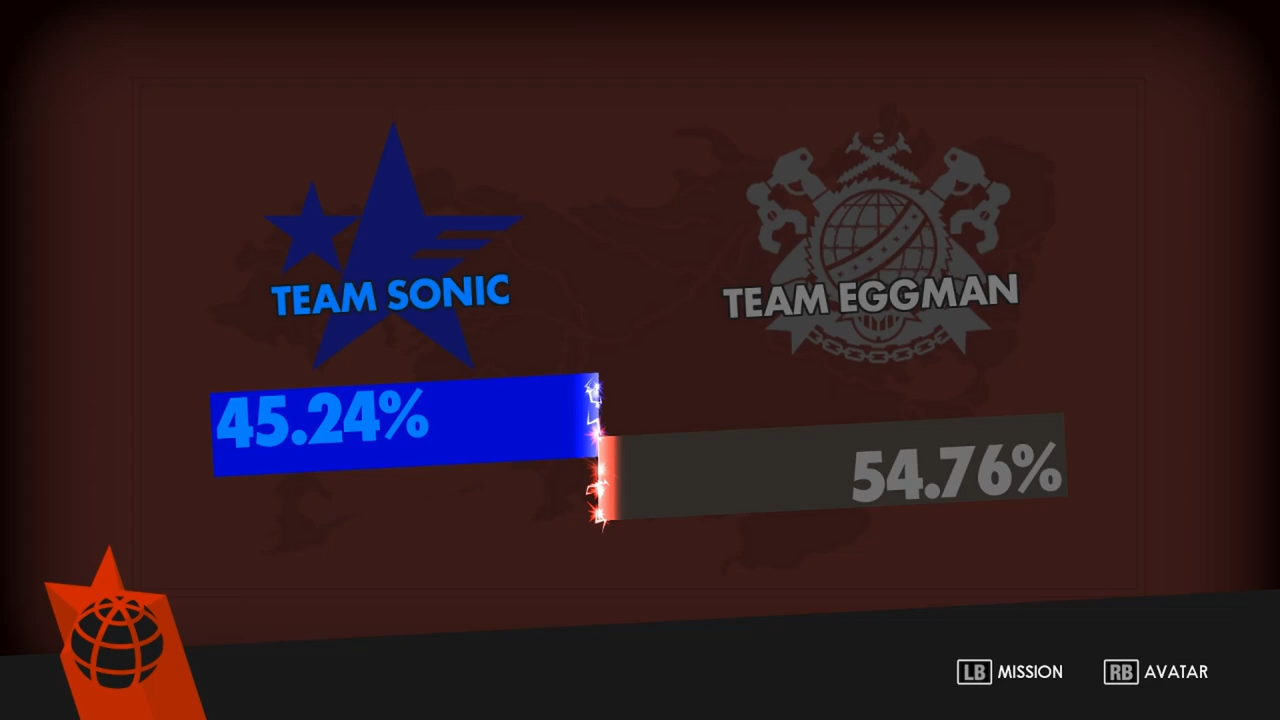 TEAM SONIC
TEAM EGGMAN
45.24%
54.76%
LB MISSION
RB AVATAR